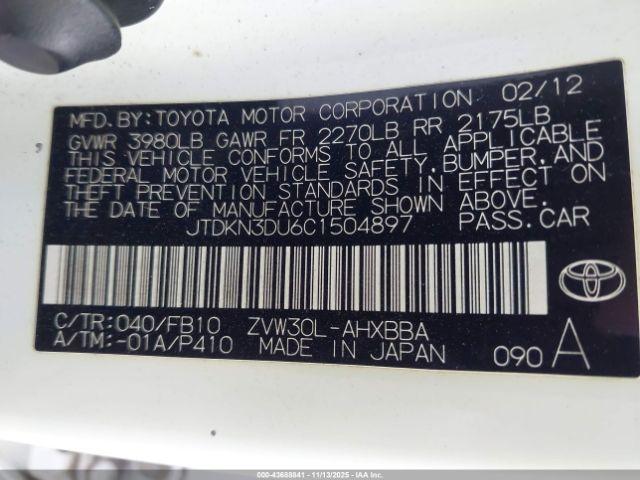 MFD.BY:TOYOTA MOTOR CORPORATION 02/12
GVWR 3980LB GAWR FR 2270LB RR 2175LB
THIS VEHICLE CONFORMS TO ALL APPLICABLE
FEDERAL MOTOR VEHICLE SAFETY,BUMPER,AND
THEFT PREVENTION STANDARDS IN EFFECT ON
THE DATE OF MANUFACTURE SHOWN ABOVE.
JTDKN3DU6C1504897 PASS.CAR
C/TR:040/FB10 ZVW30L-AHXBBA
A/TM:-01A/P410 MADE IN JAPAN 090 A
TOYOTA
000-43688841 - 11/13/2025 - IAA Inc.